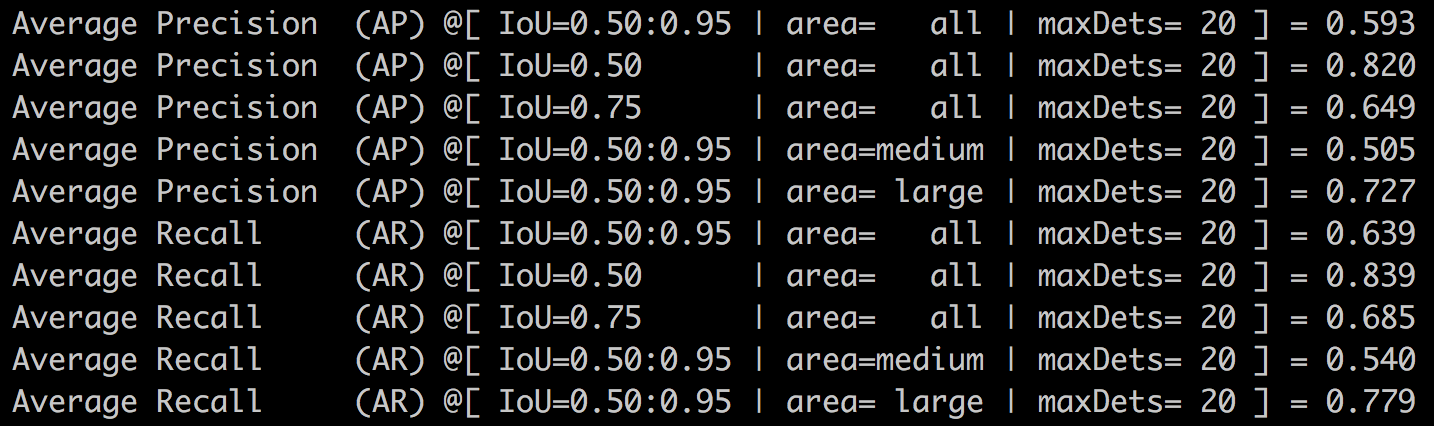 Average Precision  (AP) @[ IoU=0.50:0.95 | area=   all | maxDets= 20 ] = 0.593
Average Precision  (AP) @[ IoU=0.50      | area=   all | maxDets= 20 ] = 0.820
Average Precision  (AP) @[ IoU=0.75      | area=   all | maxDets= 20 ] = 0.649
Average Precision  (AP) @[ IoU=0.50:0.95 | area=medium | maxDets= 20 ] = 0.505
Average Precision  (AP) @[ IoU=0.50:0.95 | area= large | maxDets= 20 ] = 0.727
Average Recall     (AR) @[ IoU=0.50:0.95 | area=   all | maxDets= 20 ] = 0.639
Average Recall     (AR) @[ IoU=0.50      | area=   all | maxDets= 20 ] = 0.839
Average Recall     (AR) @[ IoU=0.75      | area=   all | maxDets= 20 ] = 0.685
Average Recall     (AR) @[ IoU=0.50:0.95 | area=medium | maxDets= 20 ] = 0.540
Average Recall     (AR) @[ IoU=0.50:0.95 | area= large | maxDets= 20 ] = 0.779